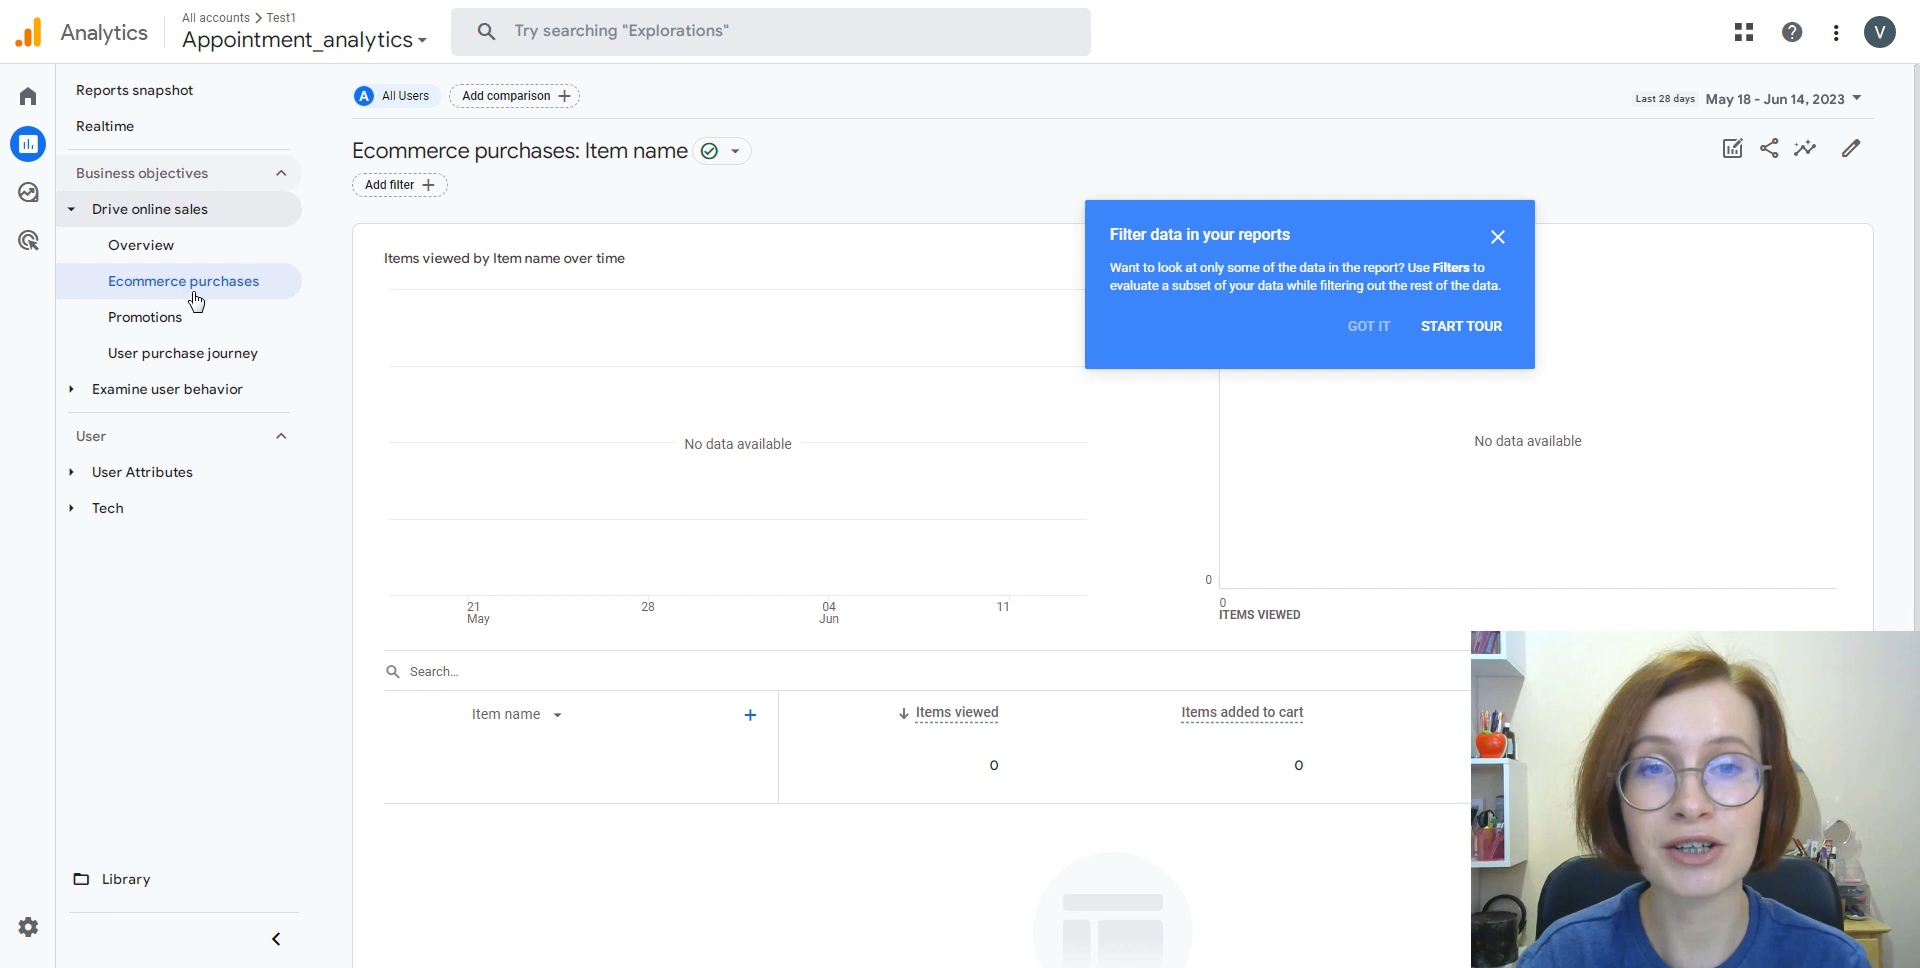 Analytics
All accounts > Test1
Appointment_analytics
Try searching "Explorations"
V
Reports snapshot
Realtime
Business objectives
Drive online sales
Overview
Ecommerce purchases
Promotions
User purchase journey
Examine user behavior
User
User Attributes
Tech
Library
A All Users
Add comparison +
Last 28 days May 18 - Jun 14, 2023
Ecommerce purchases: Item name
Add filter +
Items viewed by Item name over time
No data available
21
May
28
04
Jun
11
Filter data in your reports
Want to look at only some of the data in the report? Use Filters to
evaluate a subset of your data while filtering out the rest of the data.
GOT IT START TOUR
No data available
0
0
ITEMS VIEWED
Search...
Item name + Items viewed Items added to cart
0 0